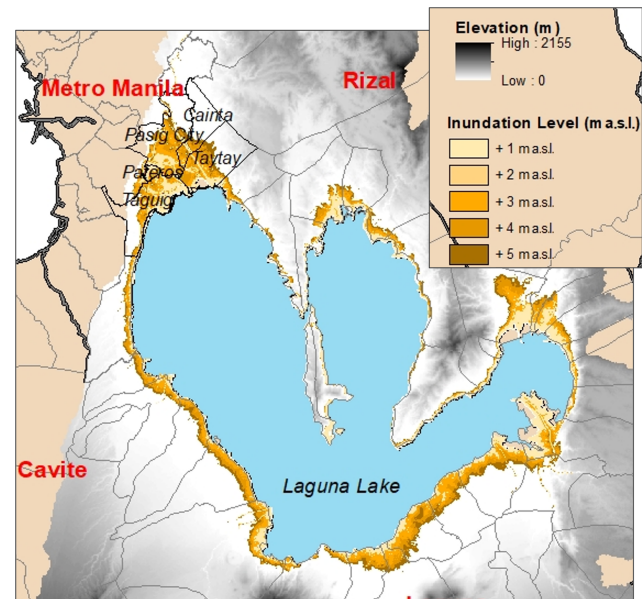 Elevation (m)
High : 2155
Low : 0
Inundation Level (m a.s.l.)
+ 1 m a.s.l.
+ 2 m a.s.l.
+ 3 m a.s.l.
+ 4 m a.s.l.
+ 5 m a.s.l.
Metro Manila
Rizal
Cainta
Pasig City
Taytay
Pateros
Taguig
Cavite
Laguna Lake